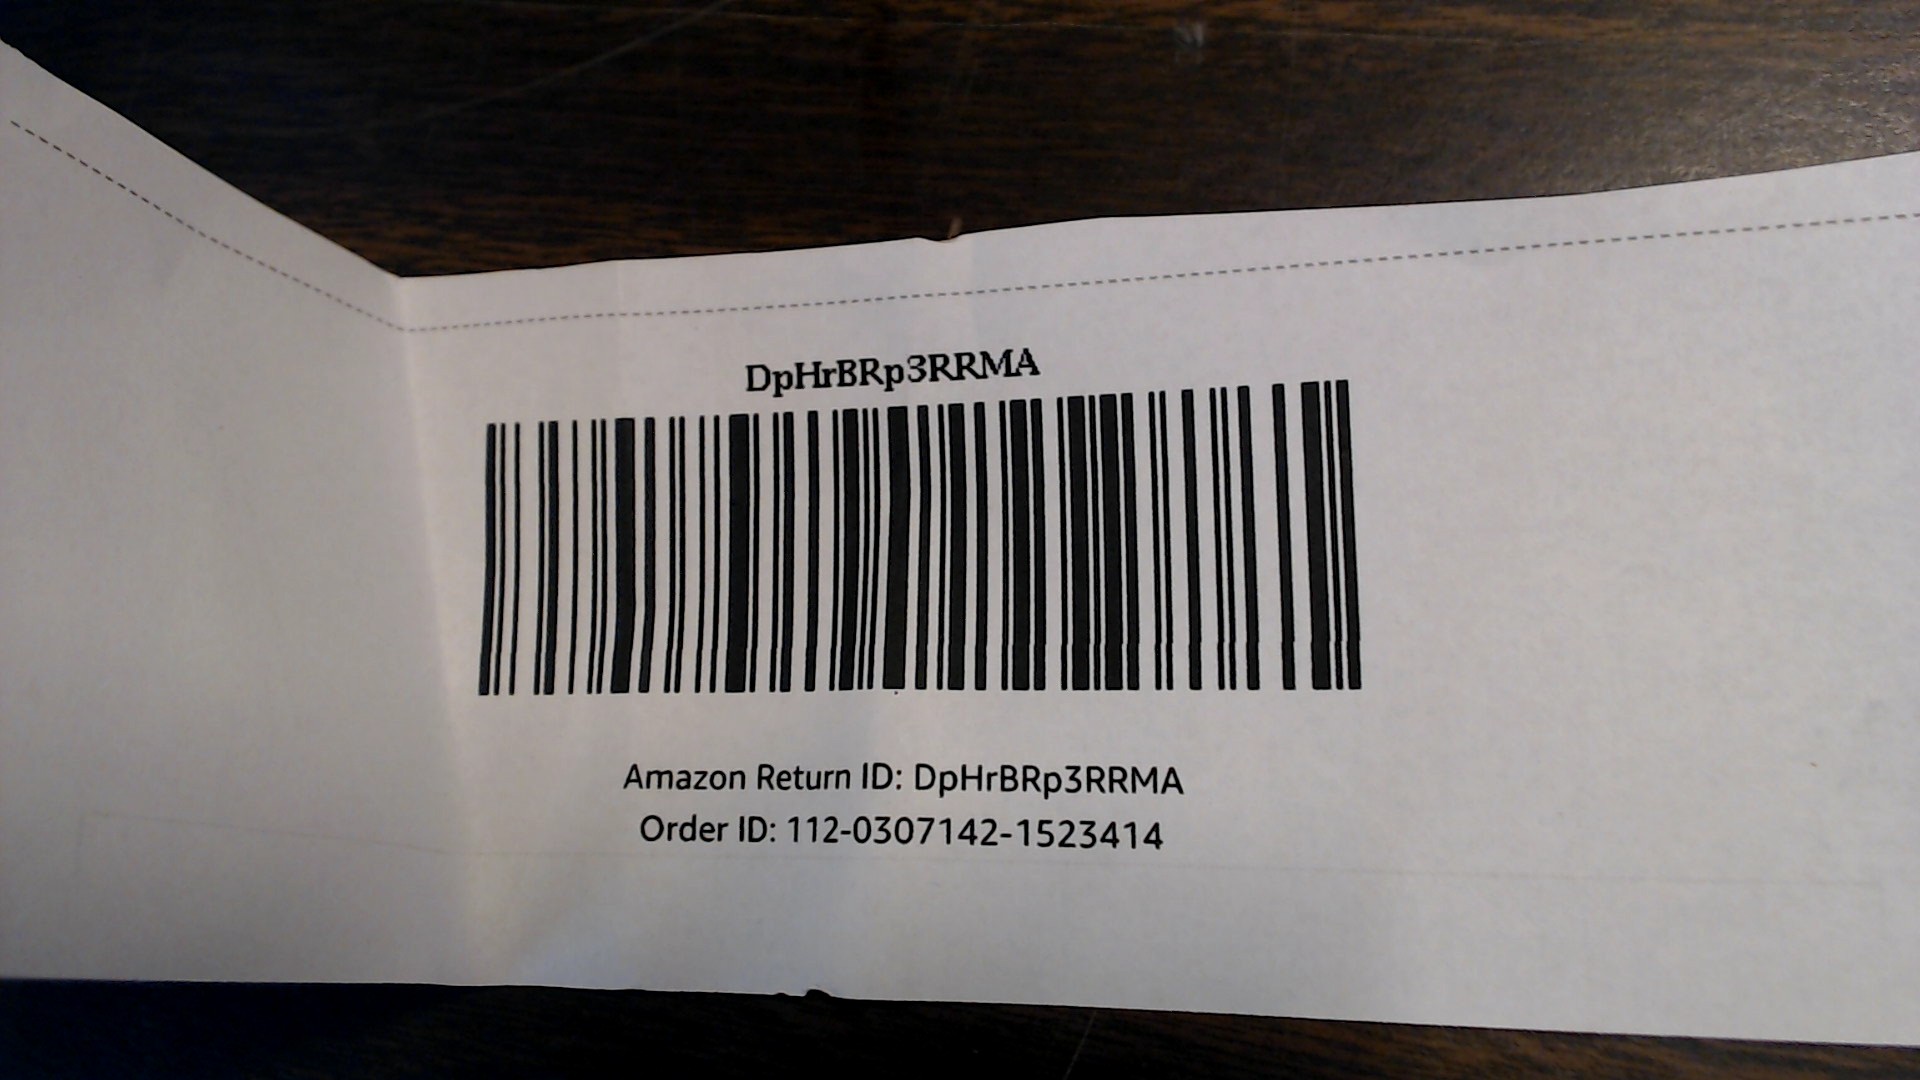 DpHrBRp3RRMA
Amazon Return ID: DpHrBRp3RRMA
Order ID: 112-0307142-1523414